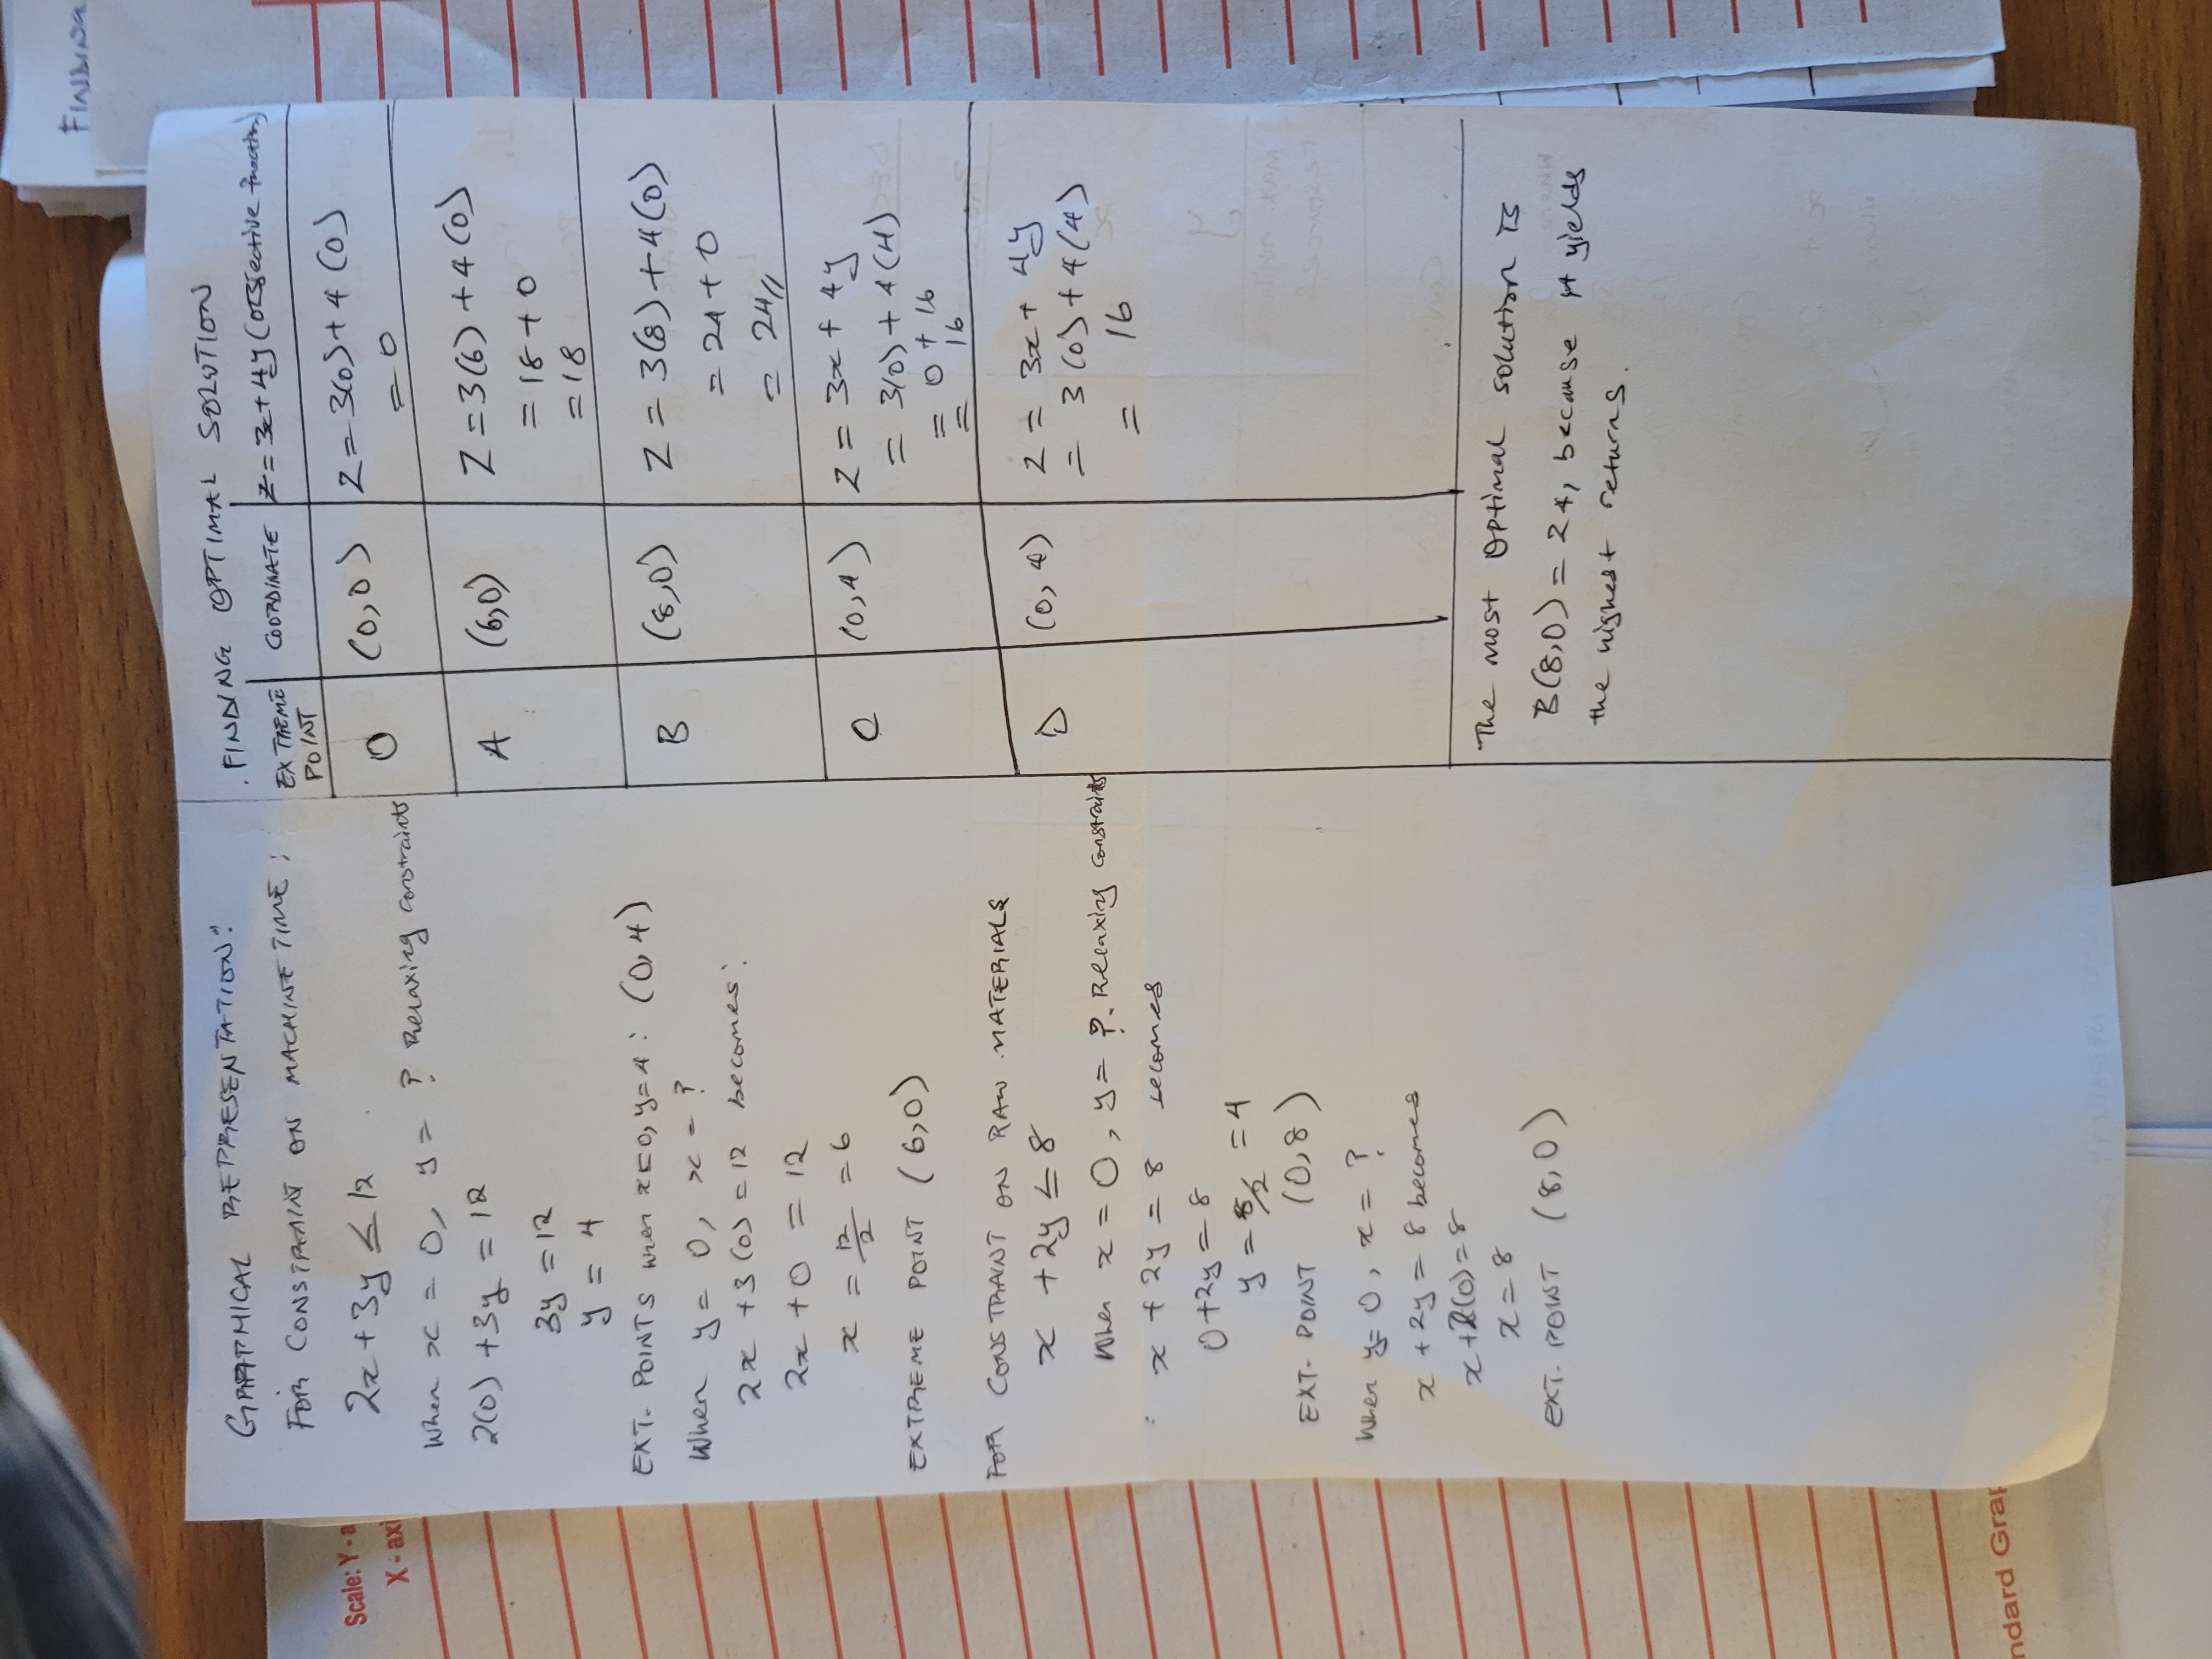 FINDING
Scale: Y-a
X-axi
GRAPHICAL REPRESENTATION:
FOR CONSTRAINT ON MACHINE TIME:
2x + 3y ≤ 12
When x = 0, y = ? Relaxing constraints
2(0) + 3y = 12
3y = 12
y = 4
EXT. POINTS when x=0, y=4: (0,4)
When y = 0, x = ?
2x + 3(0) = 12 becomes:
2x + 0 = 12
x = 12/2 = 6
EXTREME POINT (6,0)
FOR CONSTRAINT ON RAW MATERIALS
x + 2y ≤ 8
When x = 0, y = ?. Relaxing constraints
x + 2y = 8 becomes
0 + 2y = 8
y = 8/2 = 4
EXT. POINT (0,8)
When y = 0, x = ?
x + 2y = 8 becomes
x + 2(0) = 8
x = 8
EXT. POINT (8,0)
ndard Grap
FINDING OPTIMAL SOLUTION
EXTREME POINT COORDINATE Z = 3x + 4y (Objective function)
O (0,0) Z = 3(0) + 4(0)
= 0
A (6,0) Z = 3(6) + 4(0)
= 18 + 0
= 18
B (8,0) Z = 3(8) + 4(0)
= 24 + 0
= 24//
C (0,4) Z = 3x + 4y
= 3(0) + 4(4)
= 0 + 16
= 16
D (0,4) Z = 3x + 4y
= 3(0) + 4(4)
= 16
The most optimal solution is
B(8,0) = 24, because it yields
the highest returns.